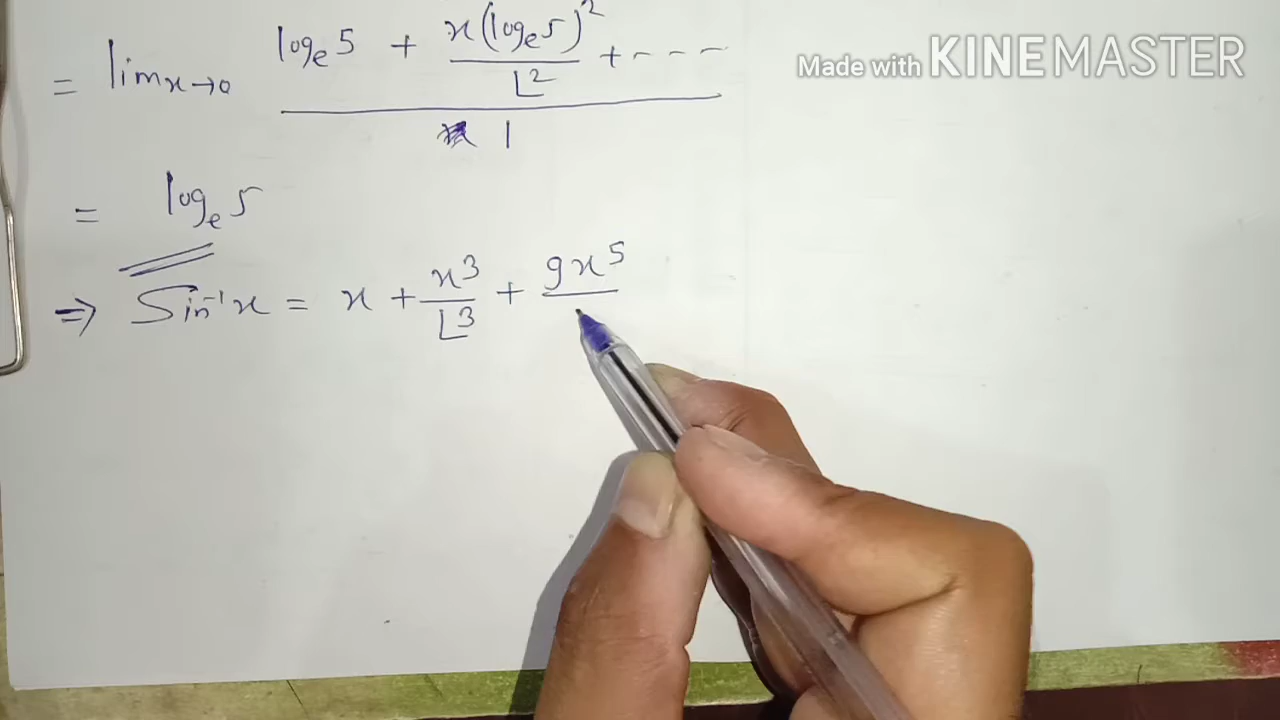 Made with KINEMASTER
= lim x→0 (log_e 5 + x(log_e 5)^2 / L2 + ----) / 1
= log_e 5
⇒ Sin^-1 x = x + x^3 / L3 + 9x^5 /